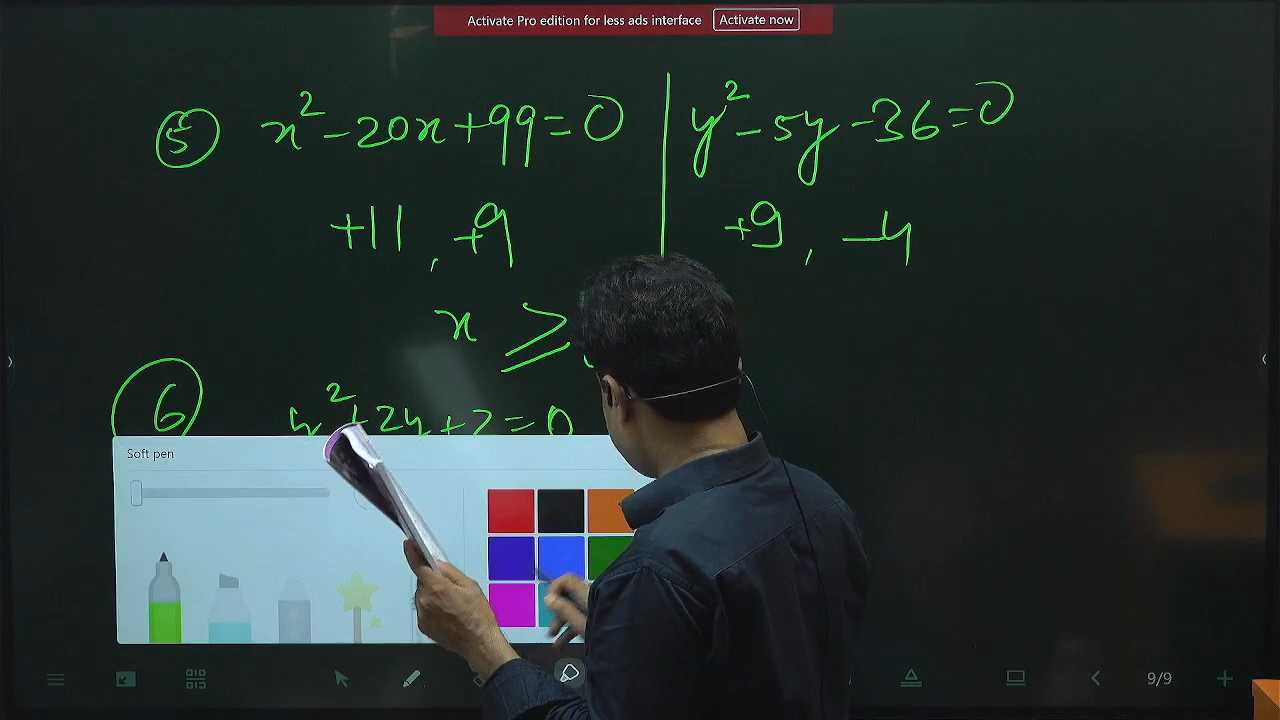 Activate Pro edition for less ads interface Activate now
⑤ x² - 20x + 99 = 0 | y² - 5y - 36 = 0
+11, +9 +9, -4
x ≥
⑥
Soft pen
9/9